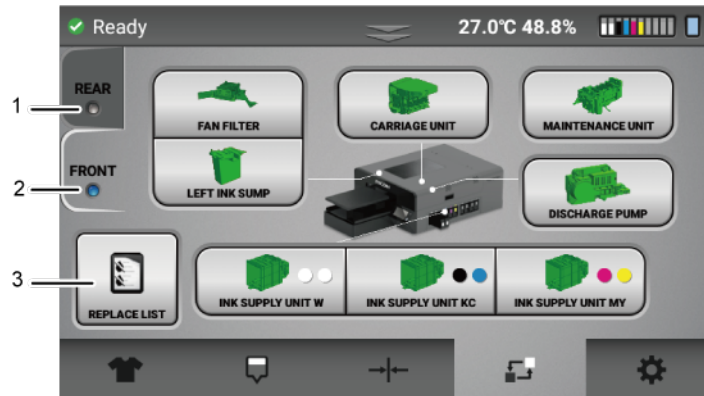 Ready
27.0℃ 48.8%
1
REAR
2
FRONT
3
FAN FILTER
CARRIAGE UNIT
MAINTENANCE UNIT
LEFT INK SUMP
DISCHARGE PUMP
REPLACE LIST
INK SUPPLY UNIT W
INK SUPPLY UNIT KC
INK SUPPLY UNIT MY